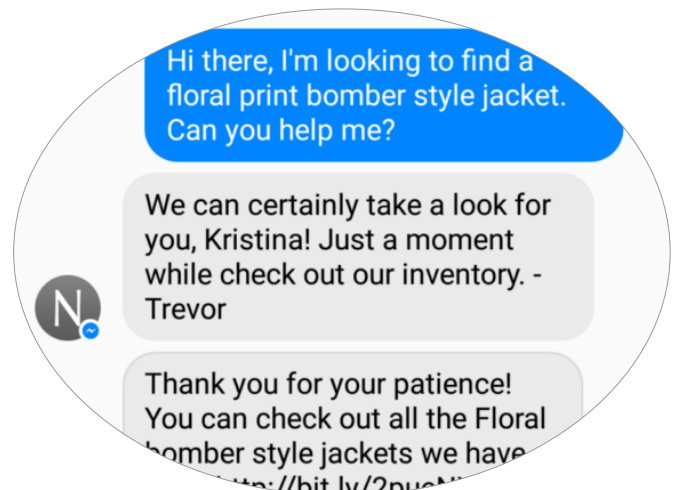 Hi there, I'm looking to find a
floral print bomber style jacket.
Can you help me?
We can certainly take a look for
you, Kristina! Just a moment
while check out our inventory. -
Trevor
N
Thank you for your patience!
You can check out all the Floral
bomber style jackets we have